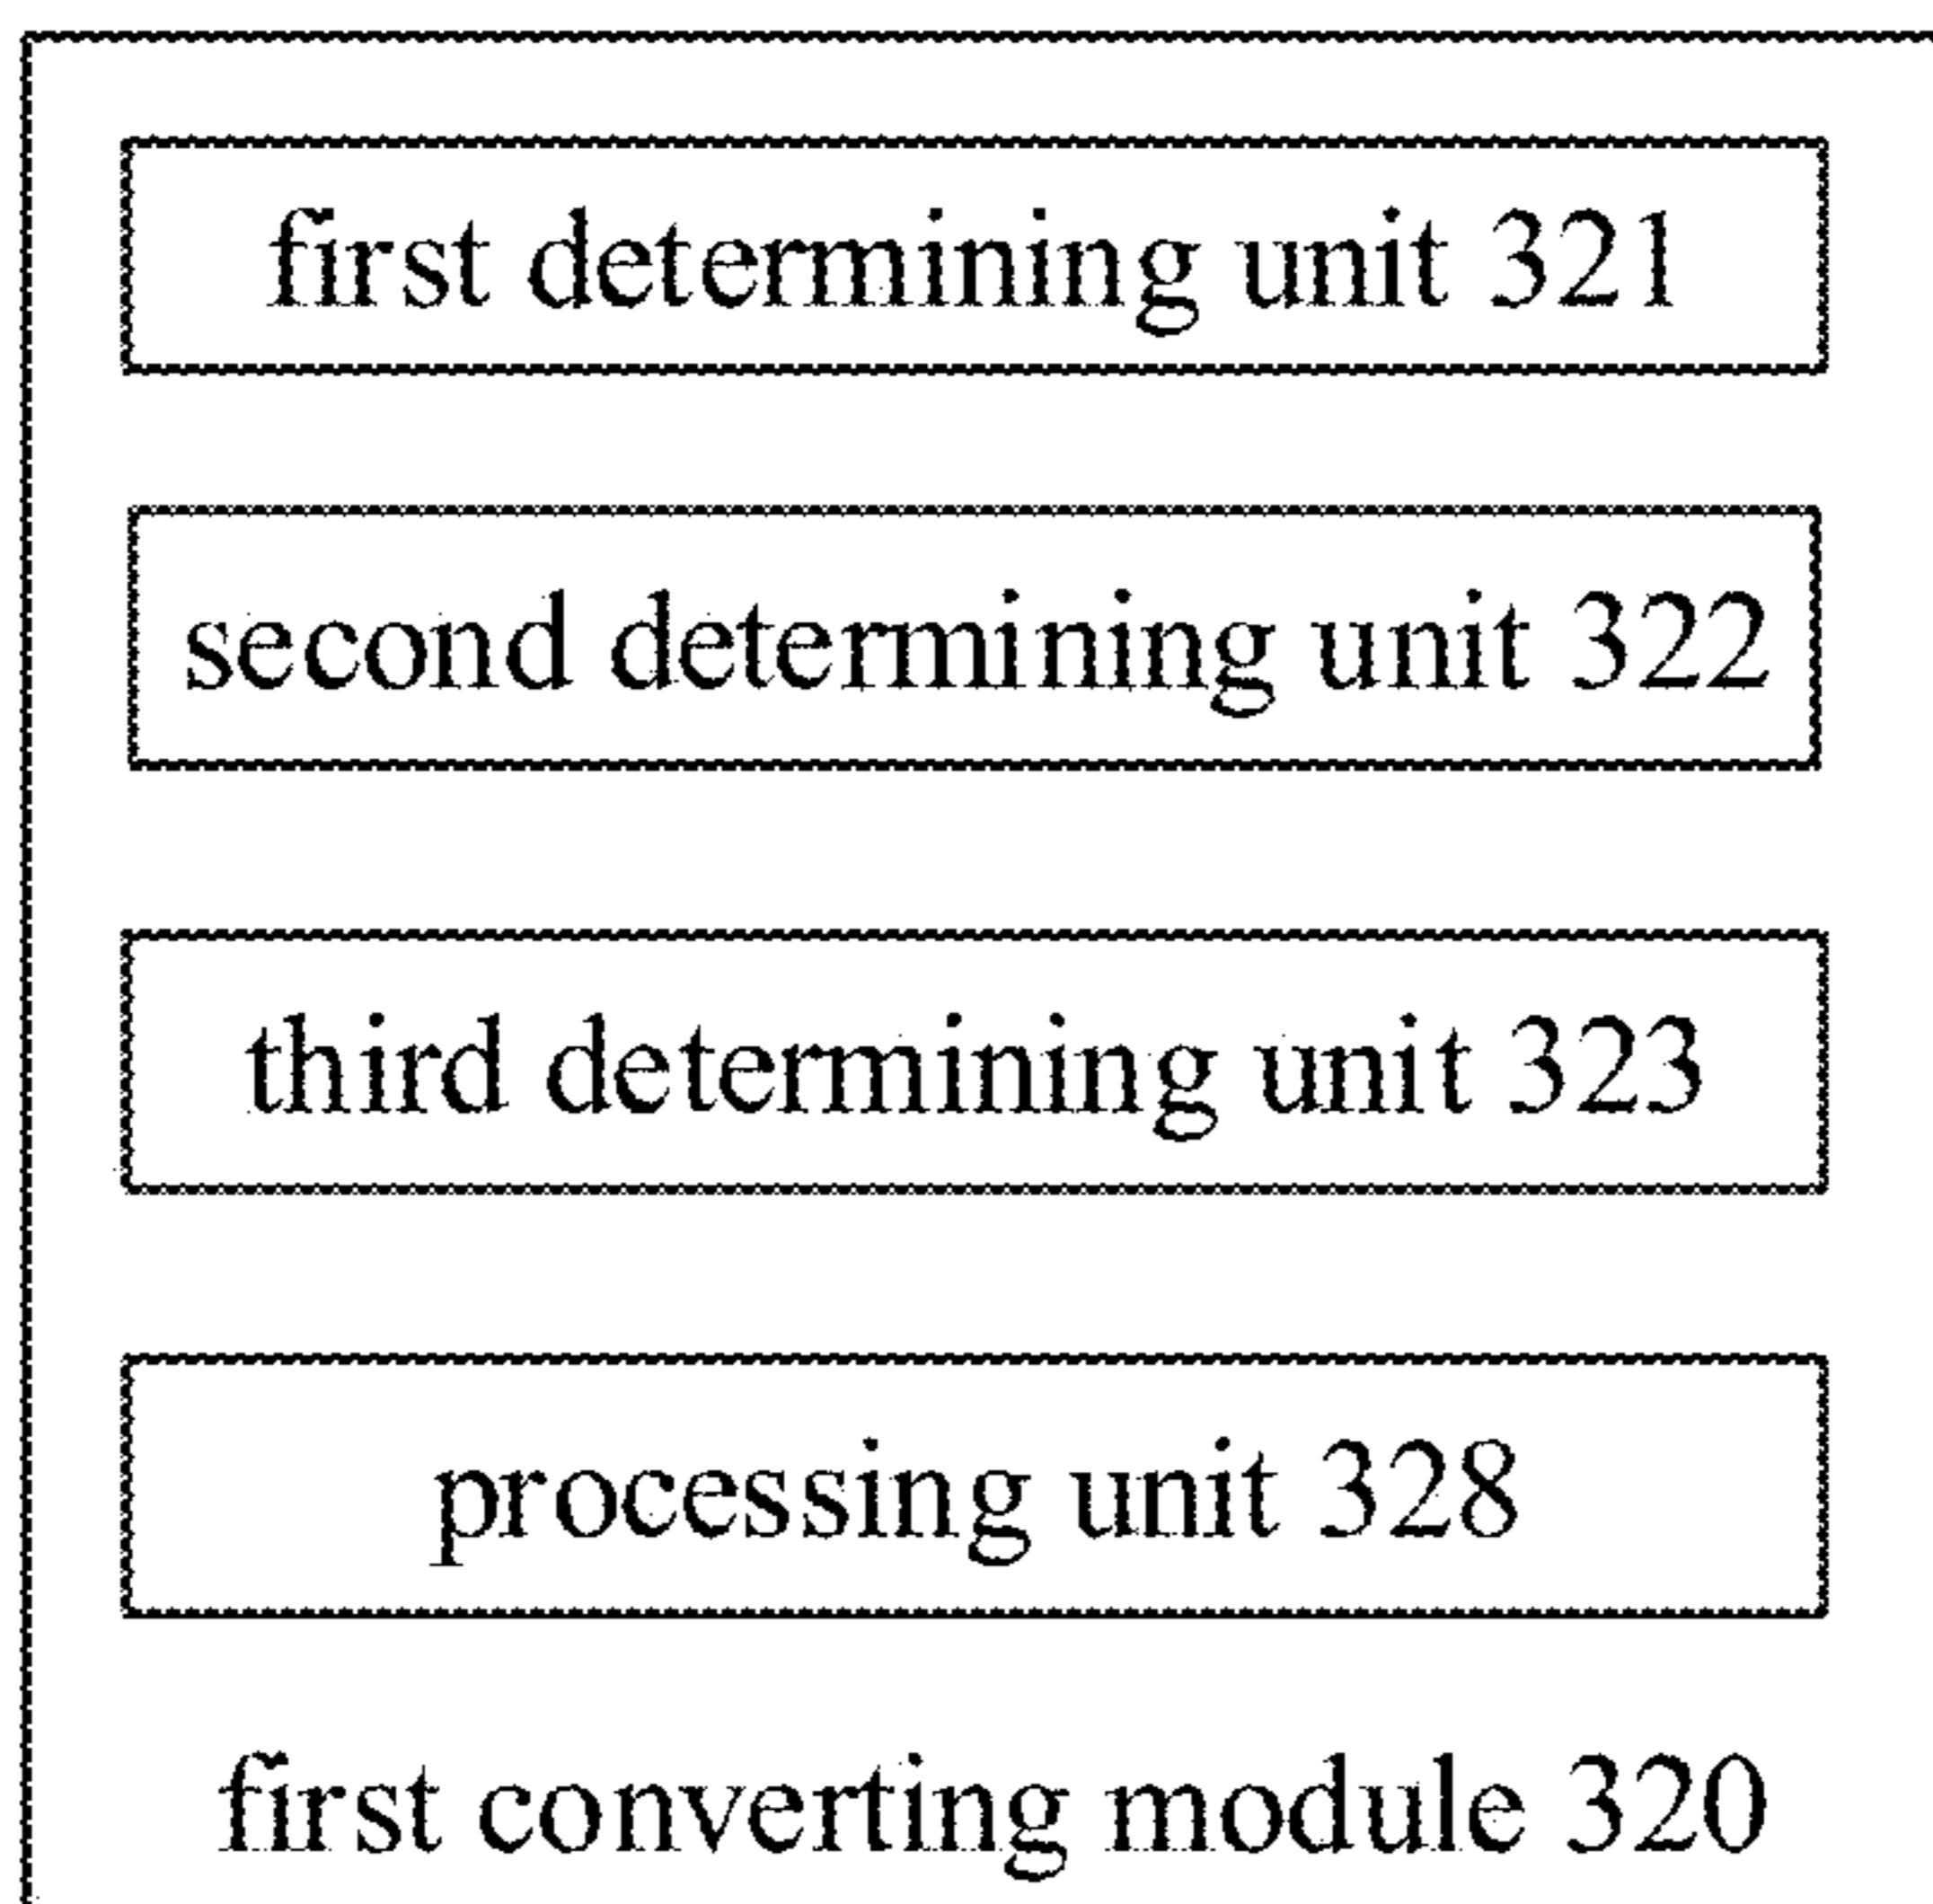 first determining unit 321
second determining unit 322
third determining unit 323
processing unit 328
first converting module 320